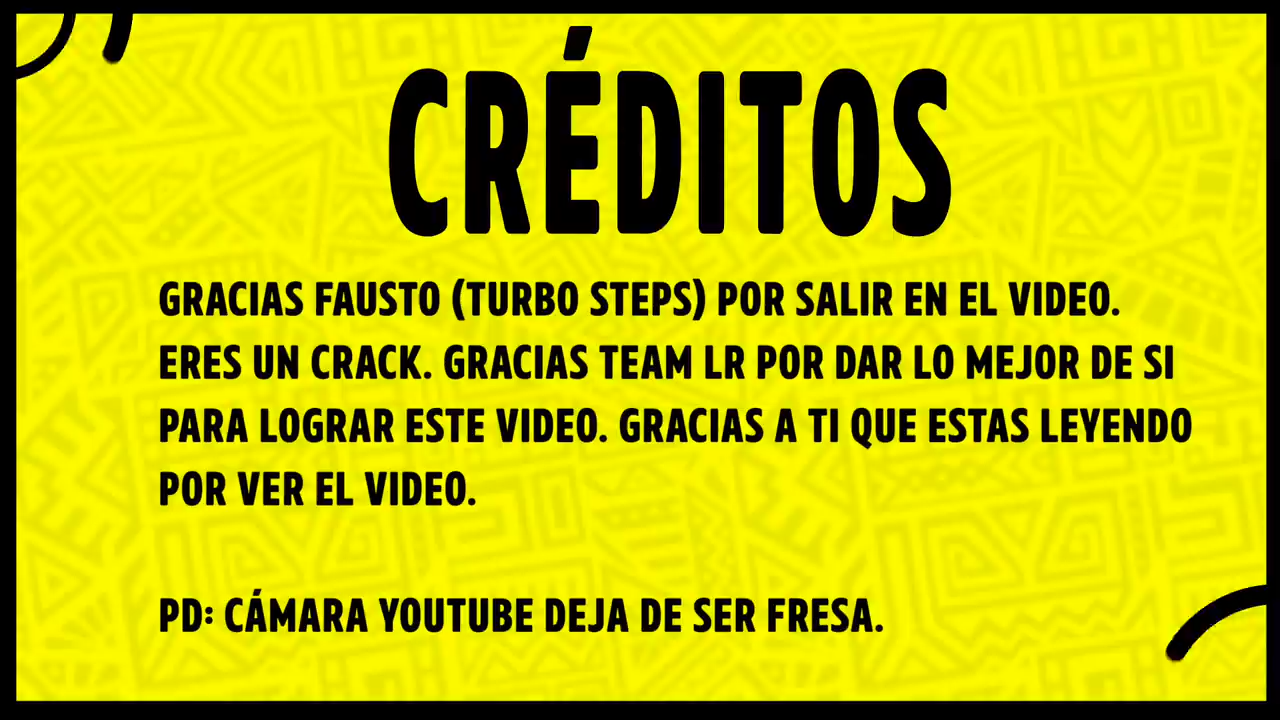 CRÉDITOS
GRACIAS FAUSTO (TURBO STEPS) POR SALIR EN EL VIDEO.
ERES UN CRACK. GRACIAS TEAM LR POR DAR LO MEJOR DE SI
PARA LOGRAR ESTE VIDEO. GRACIAS A TI QUE ESTAS LEYENDO
POR VER EL VIDEO.
PD: CÁMARA YOUTUBE DEJA DE SER FRESA.